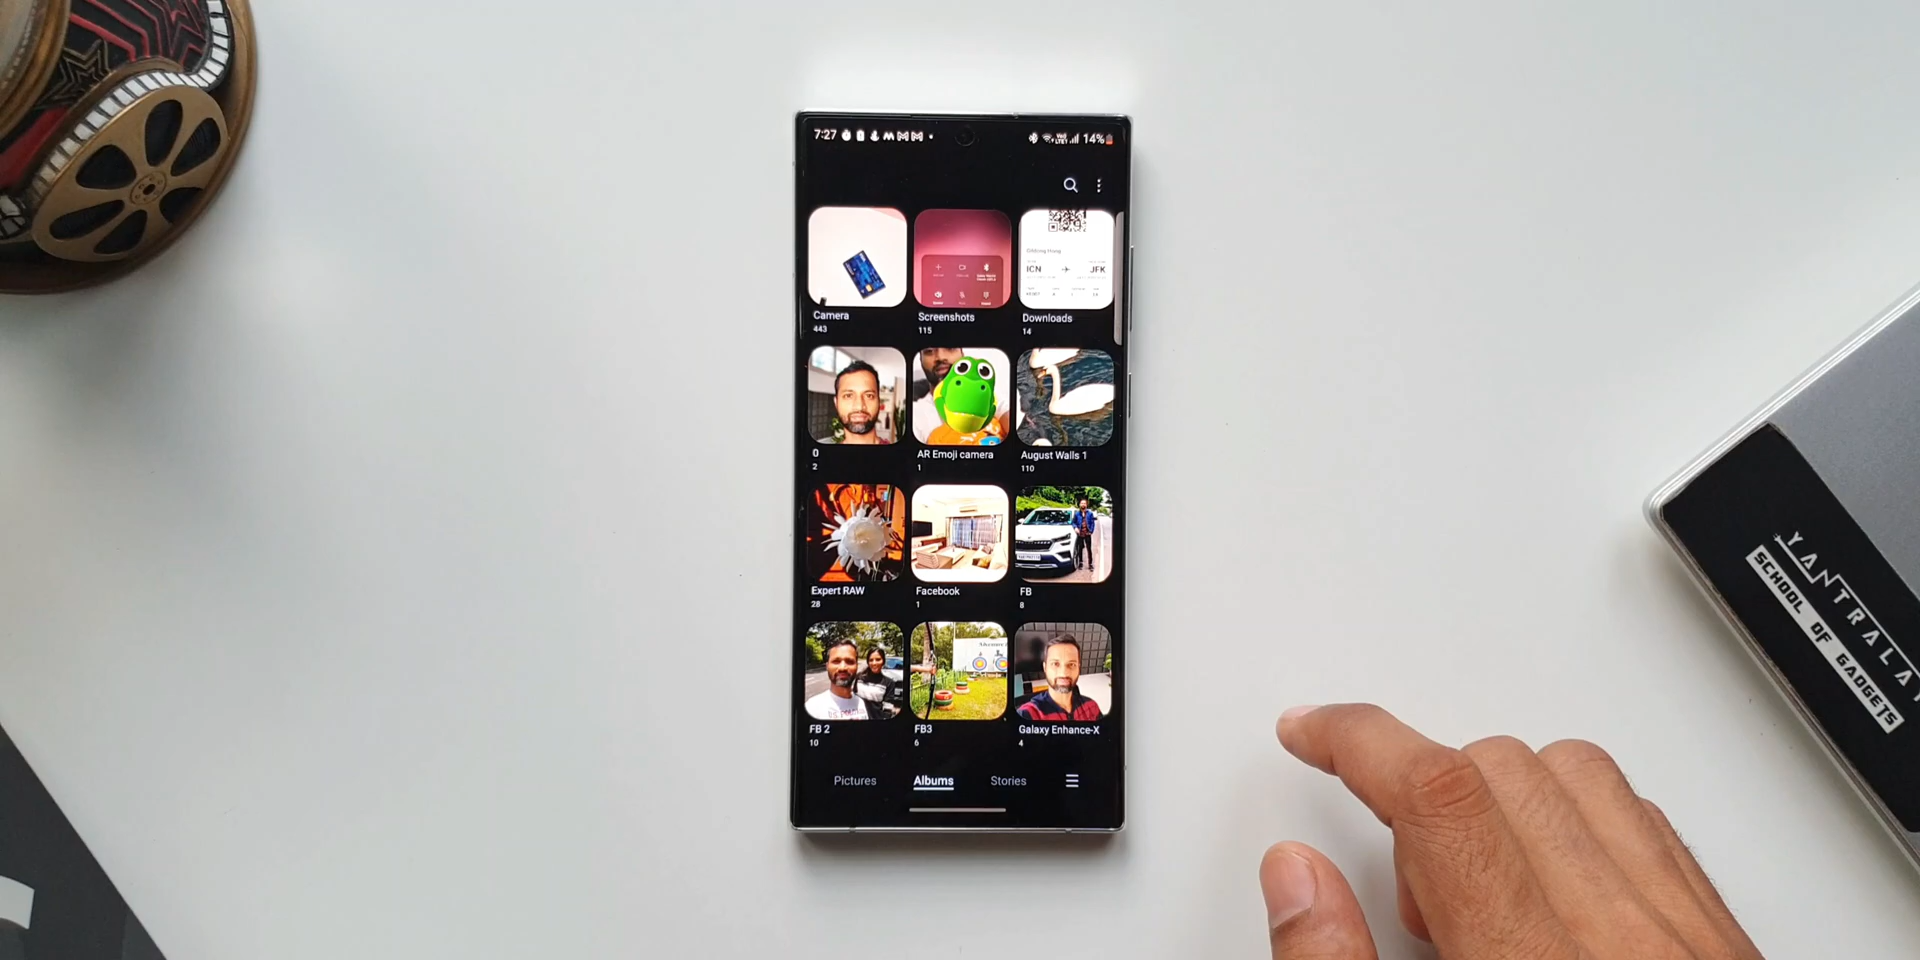 7:27
14%
ICN JFK
Camera Screenshots Downloads
443 115 14
0 AR Emoji camera August Walls 1
2 1 110
Expert RAW Facebook FB
28 1 8
FB 2 FB3 Galaxy Enhance-X
10 6 4
Pictures Albums Stories
YANTRALAY
SCHOOL OF GADGETS